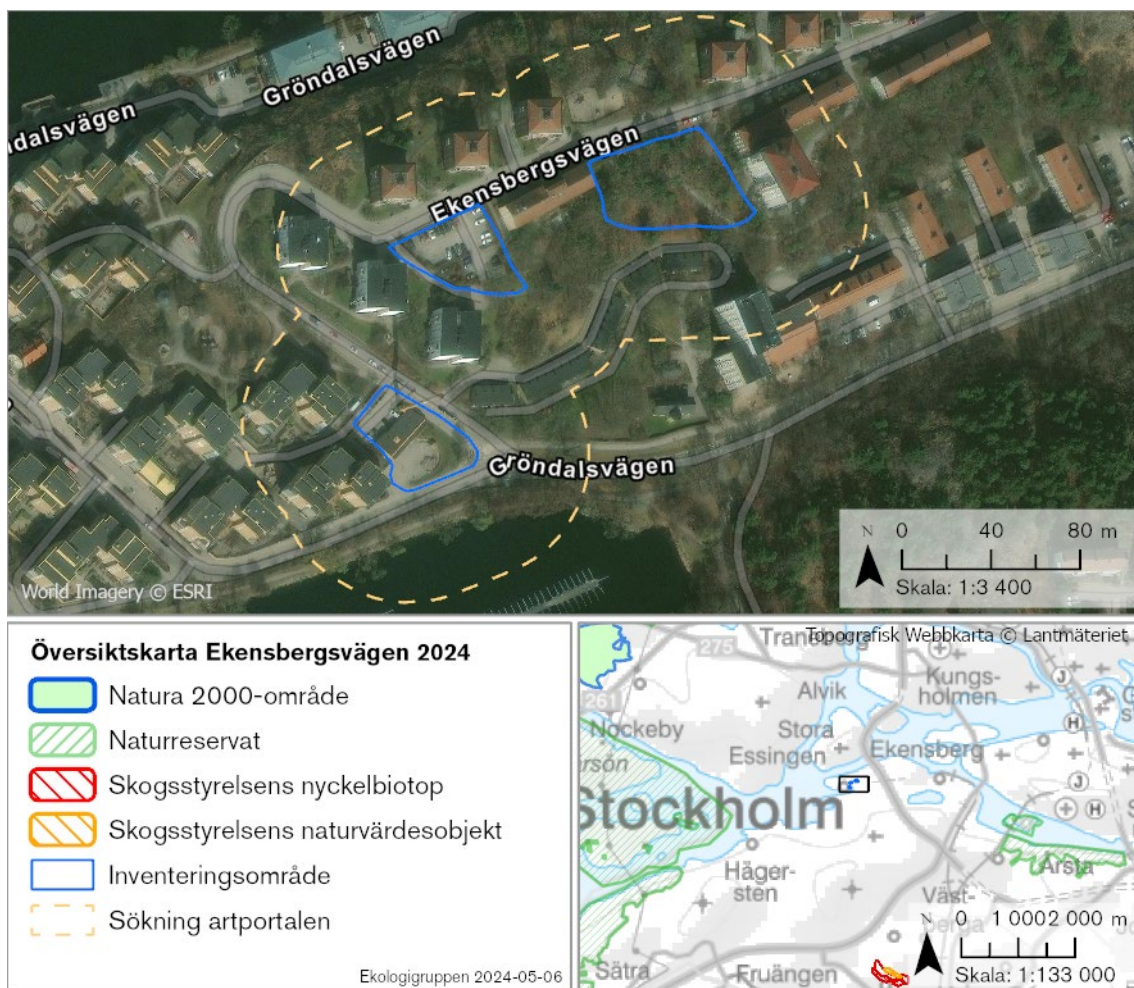 Gröndalsvägen
ndalsvägen
Ekensbergsvägen
Gröndalsvägen
World Imagery © ESRI
N 0 40 80 m
Skala: 1:3 400
Översiktskarta Ekensbergsvägen 2024
Natura 2000-område
Naturreservat
Skogsstyrelsens nyckelbiotop
Skogsstyrelsens naturvärdesobjekt
Inventeringsområde
Sökning artportalen
Ekologigruppen 2024-05-06
Topografisk Webbkarta © Lantmäteriet
275
Alvik
Kungs-
holmen
J
261
Nockeby
Stora
Essingen
Ekensberg
H
ersön
J
H
Stockholm
Häger-
sten
Årsta
Väst-
berga
N 0 1 000 2 000 m
Sätra
Fruängen
Skala: 1:133 000